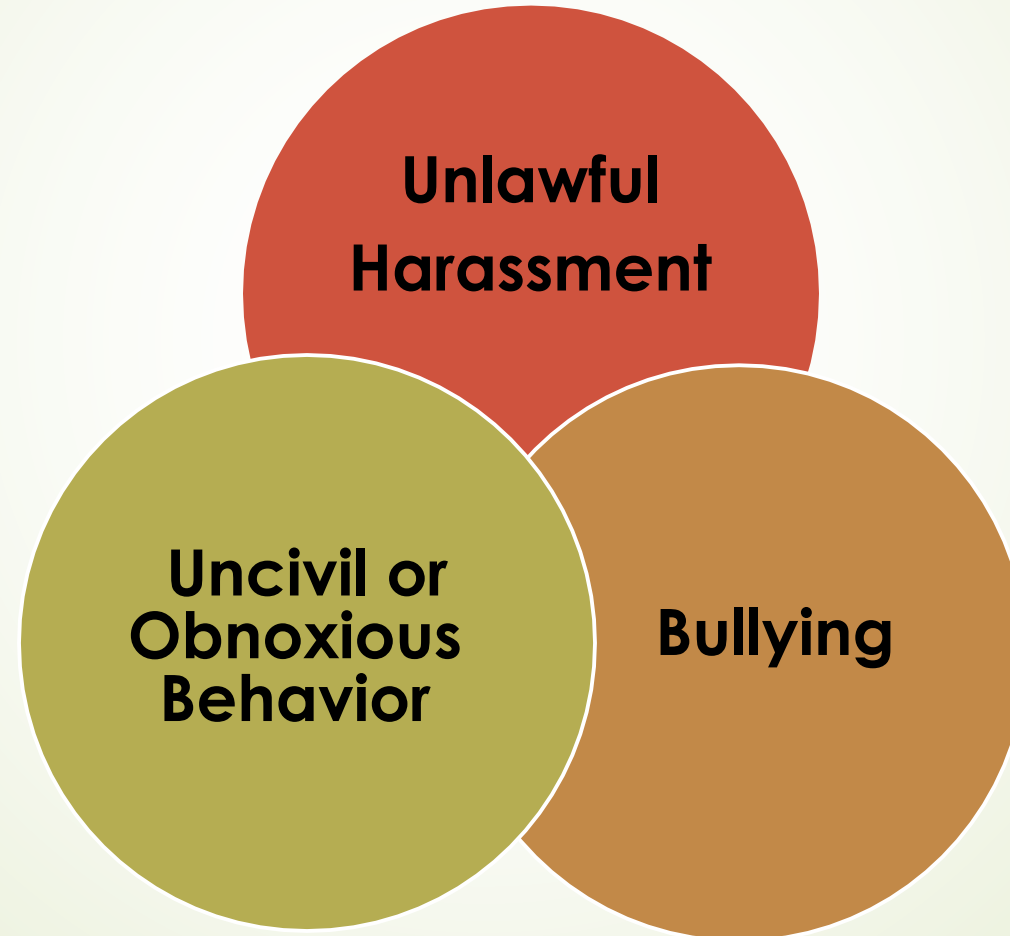 Unlawful
Harassment
Uncivil or
Obnoxious
Behavior
Bullying